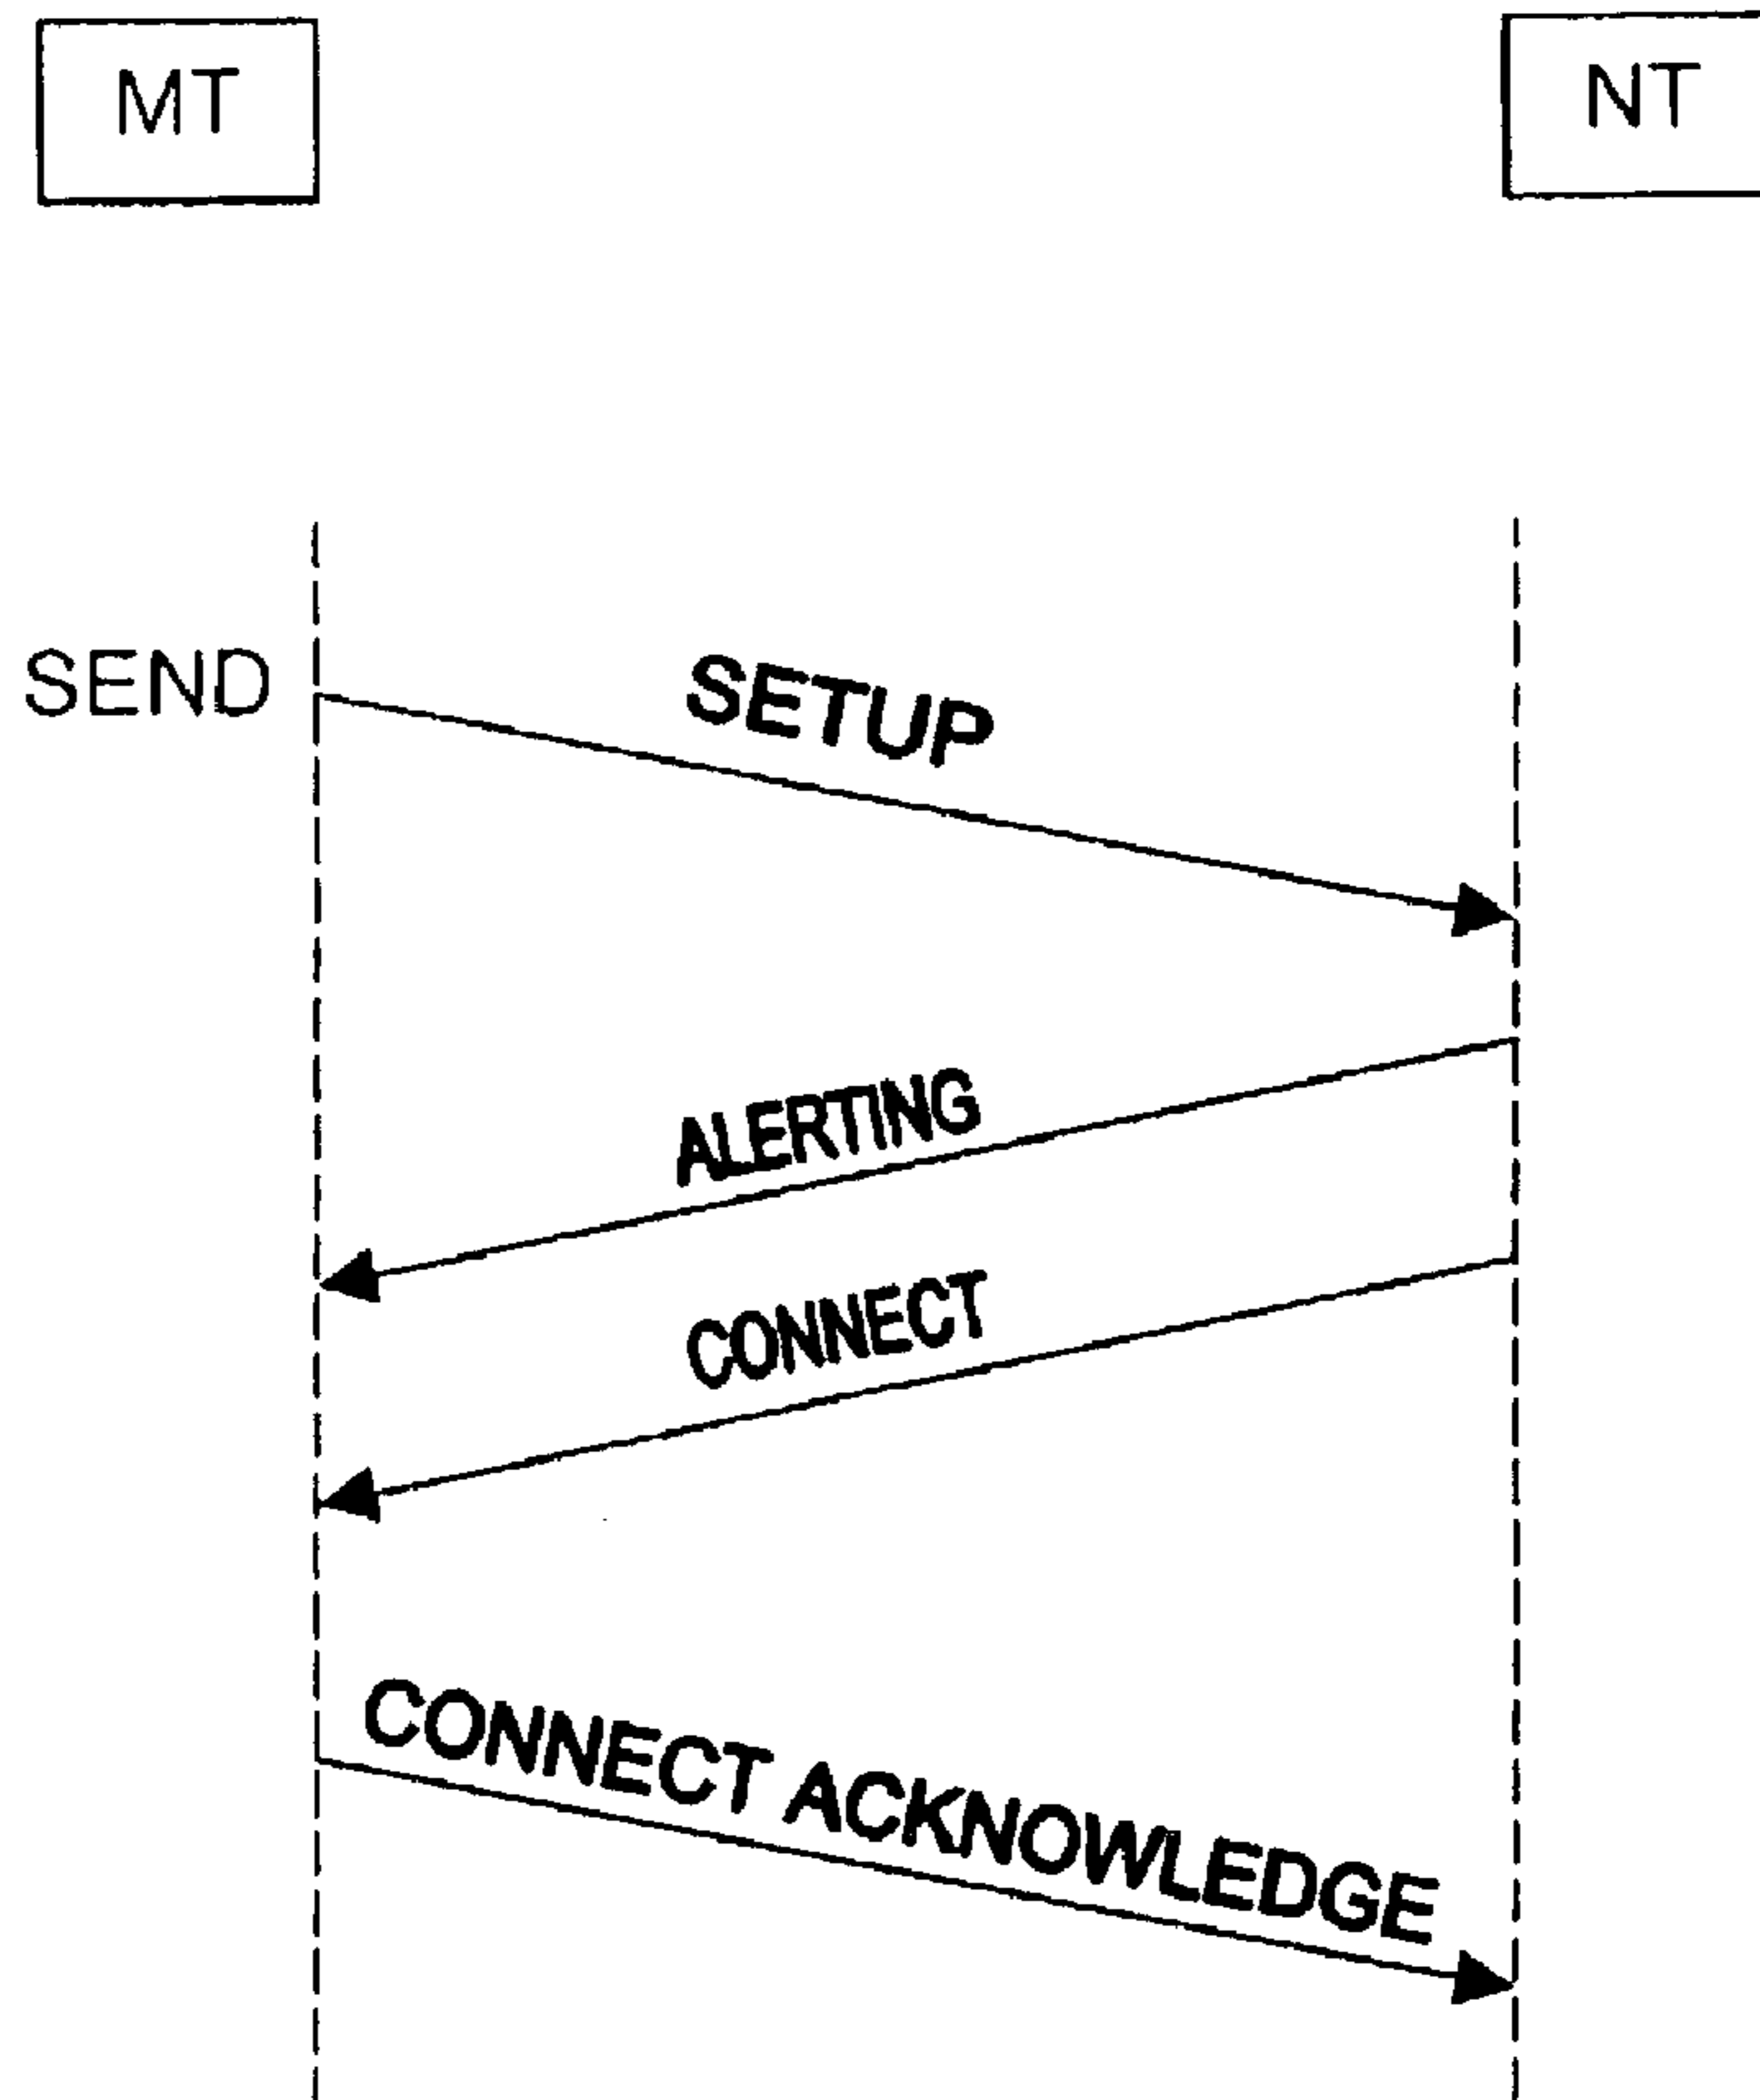 MT
NT
SEND
SETUP
ALERTING
CONNECT
CONNECT ACKNOWLEDGE